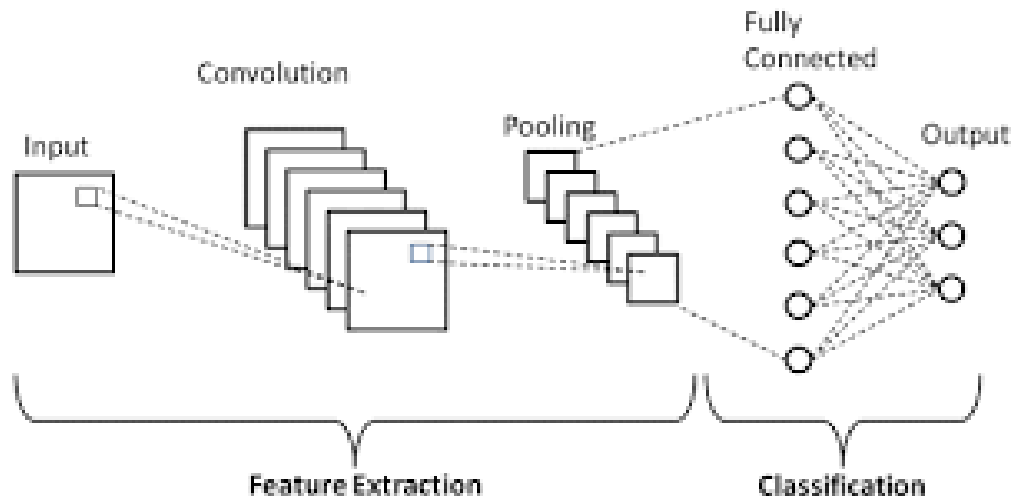 Fully
Connected
Convolution
Pooling
Output
Input
Feature Extraction
Classification